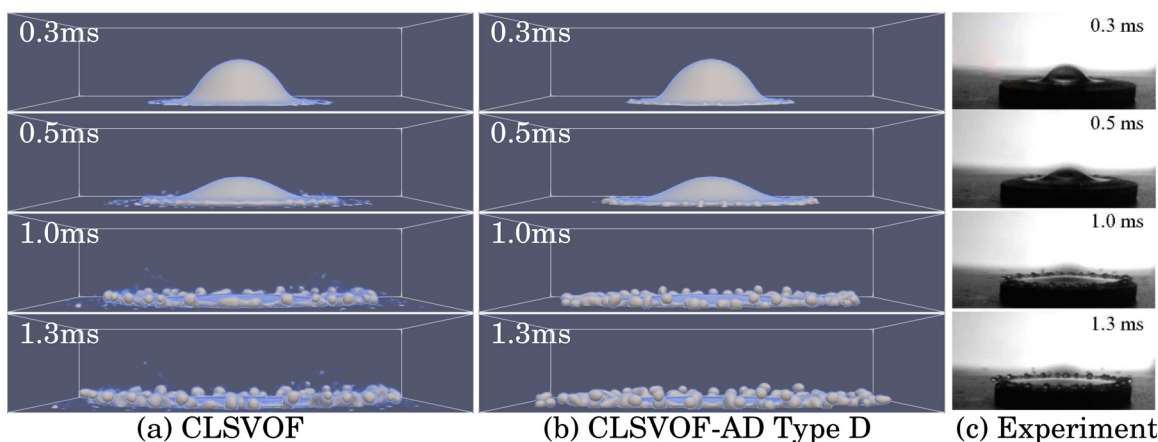 0.3ms
0.3ms
0.3 ms
0.5ms
0.5ms
0.5 ms
1.0ms
1.0ms
1.0 ms
1.3ms
1.3ms
1.3 ms
(a) CLSVOF
(b) CLSVOF-AD Type D
(c) Experiment